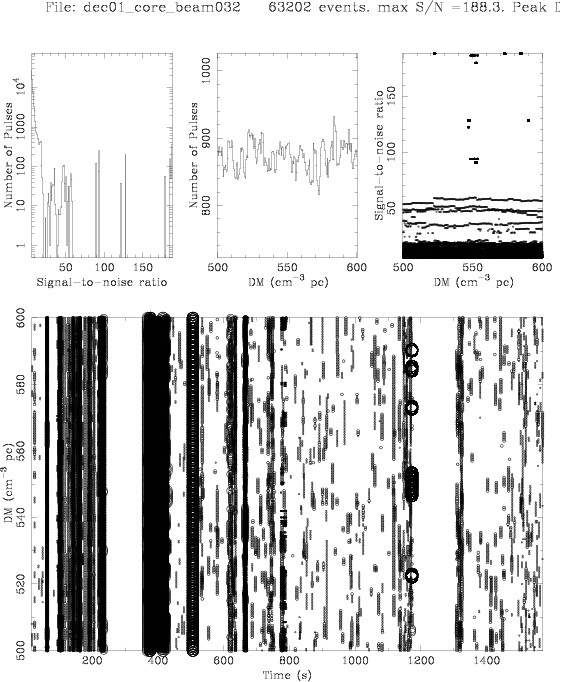 File: dec01_core_beam032 63202 events. max S/N =188.3. Peak D
Number of Pulses
10⁴
1000
100
10
1
50 100 150
Signal-to-noise ratio
Number of Pulses
1000
900
800
500 550 600
DM (cm⁻³ pc)
Signal-to-noise ratio
150
100
50
500 550 600
DM (cm⁻³ pc)
DM (cm⁻³ pc)
600
580
560
540
520
500
200 400 600 800 1000 1200 1400
Time (s)